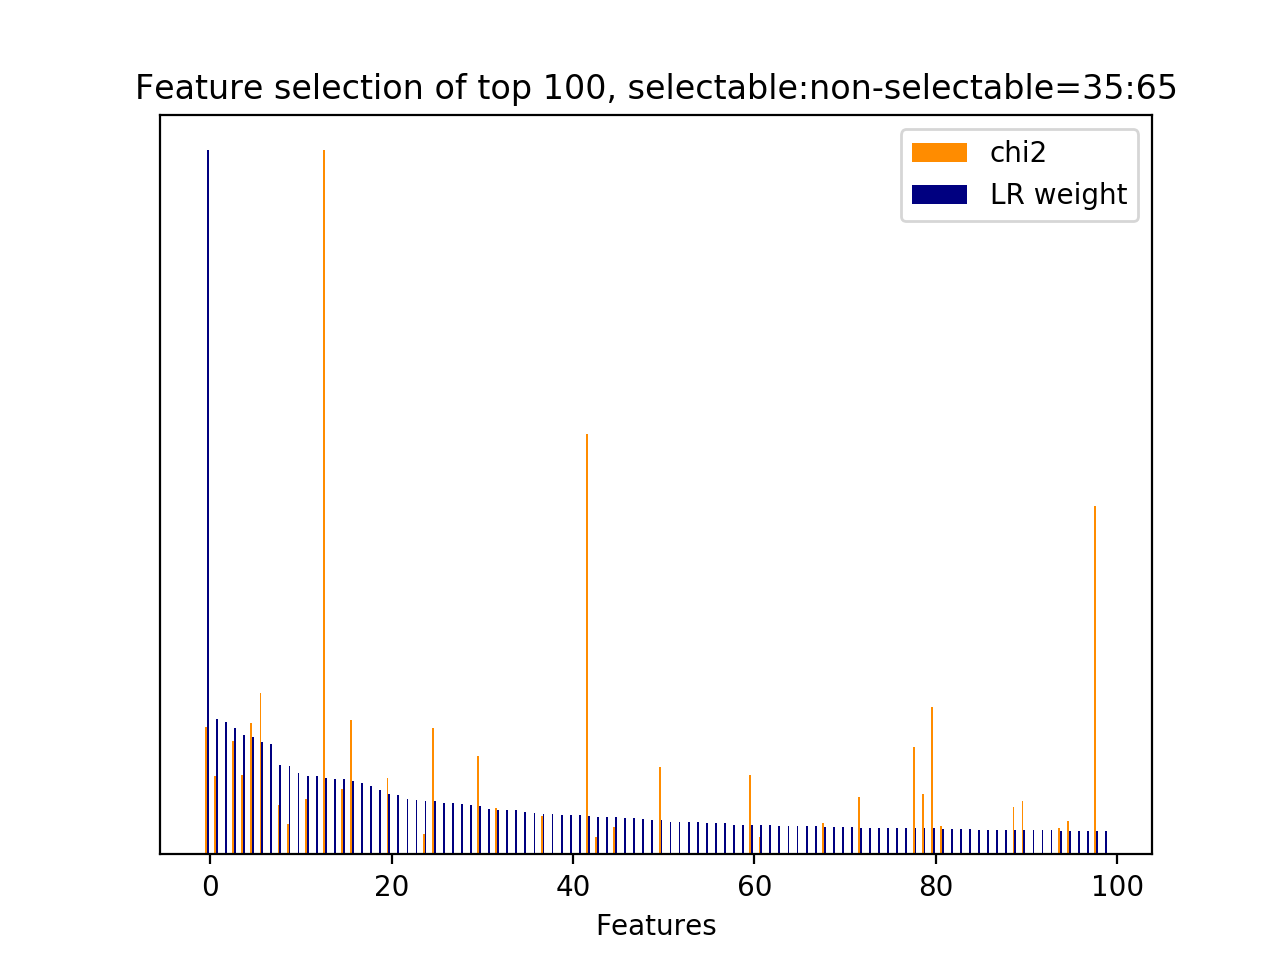 Feature selection of top 100, selectable:non-selectable=35:65
chi2
LR weight
0 20 40 60 80 100
Features